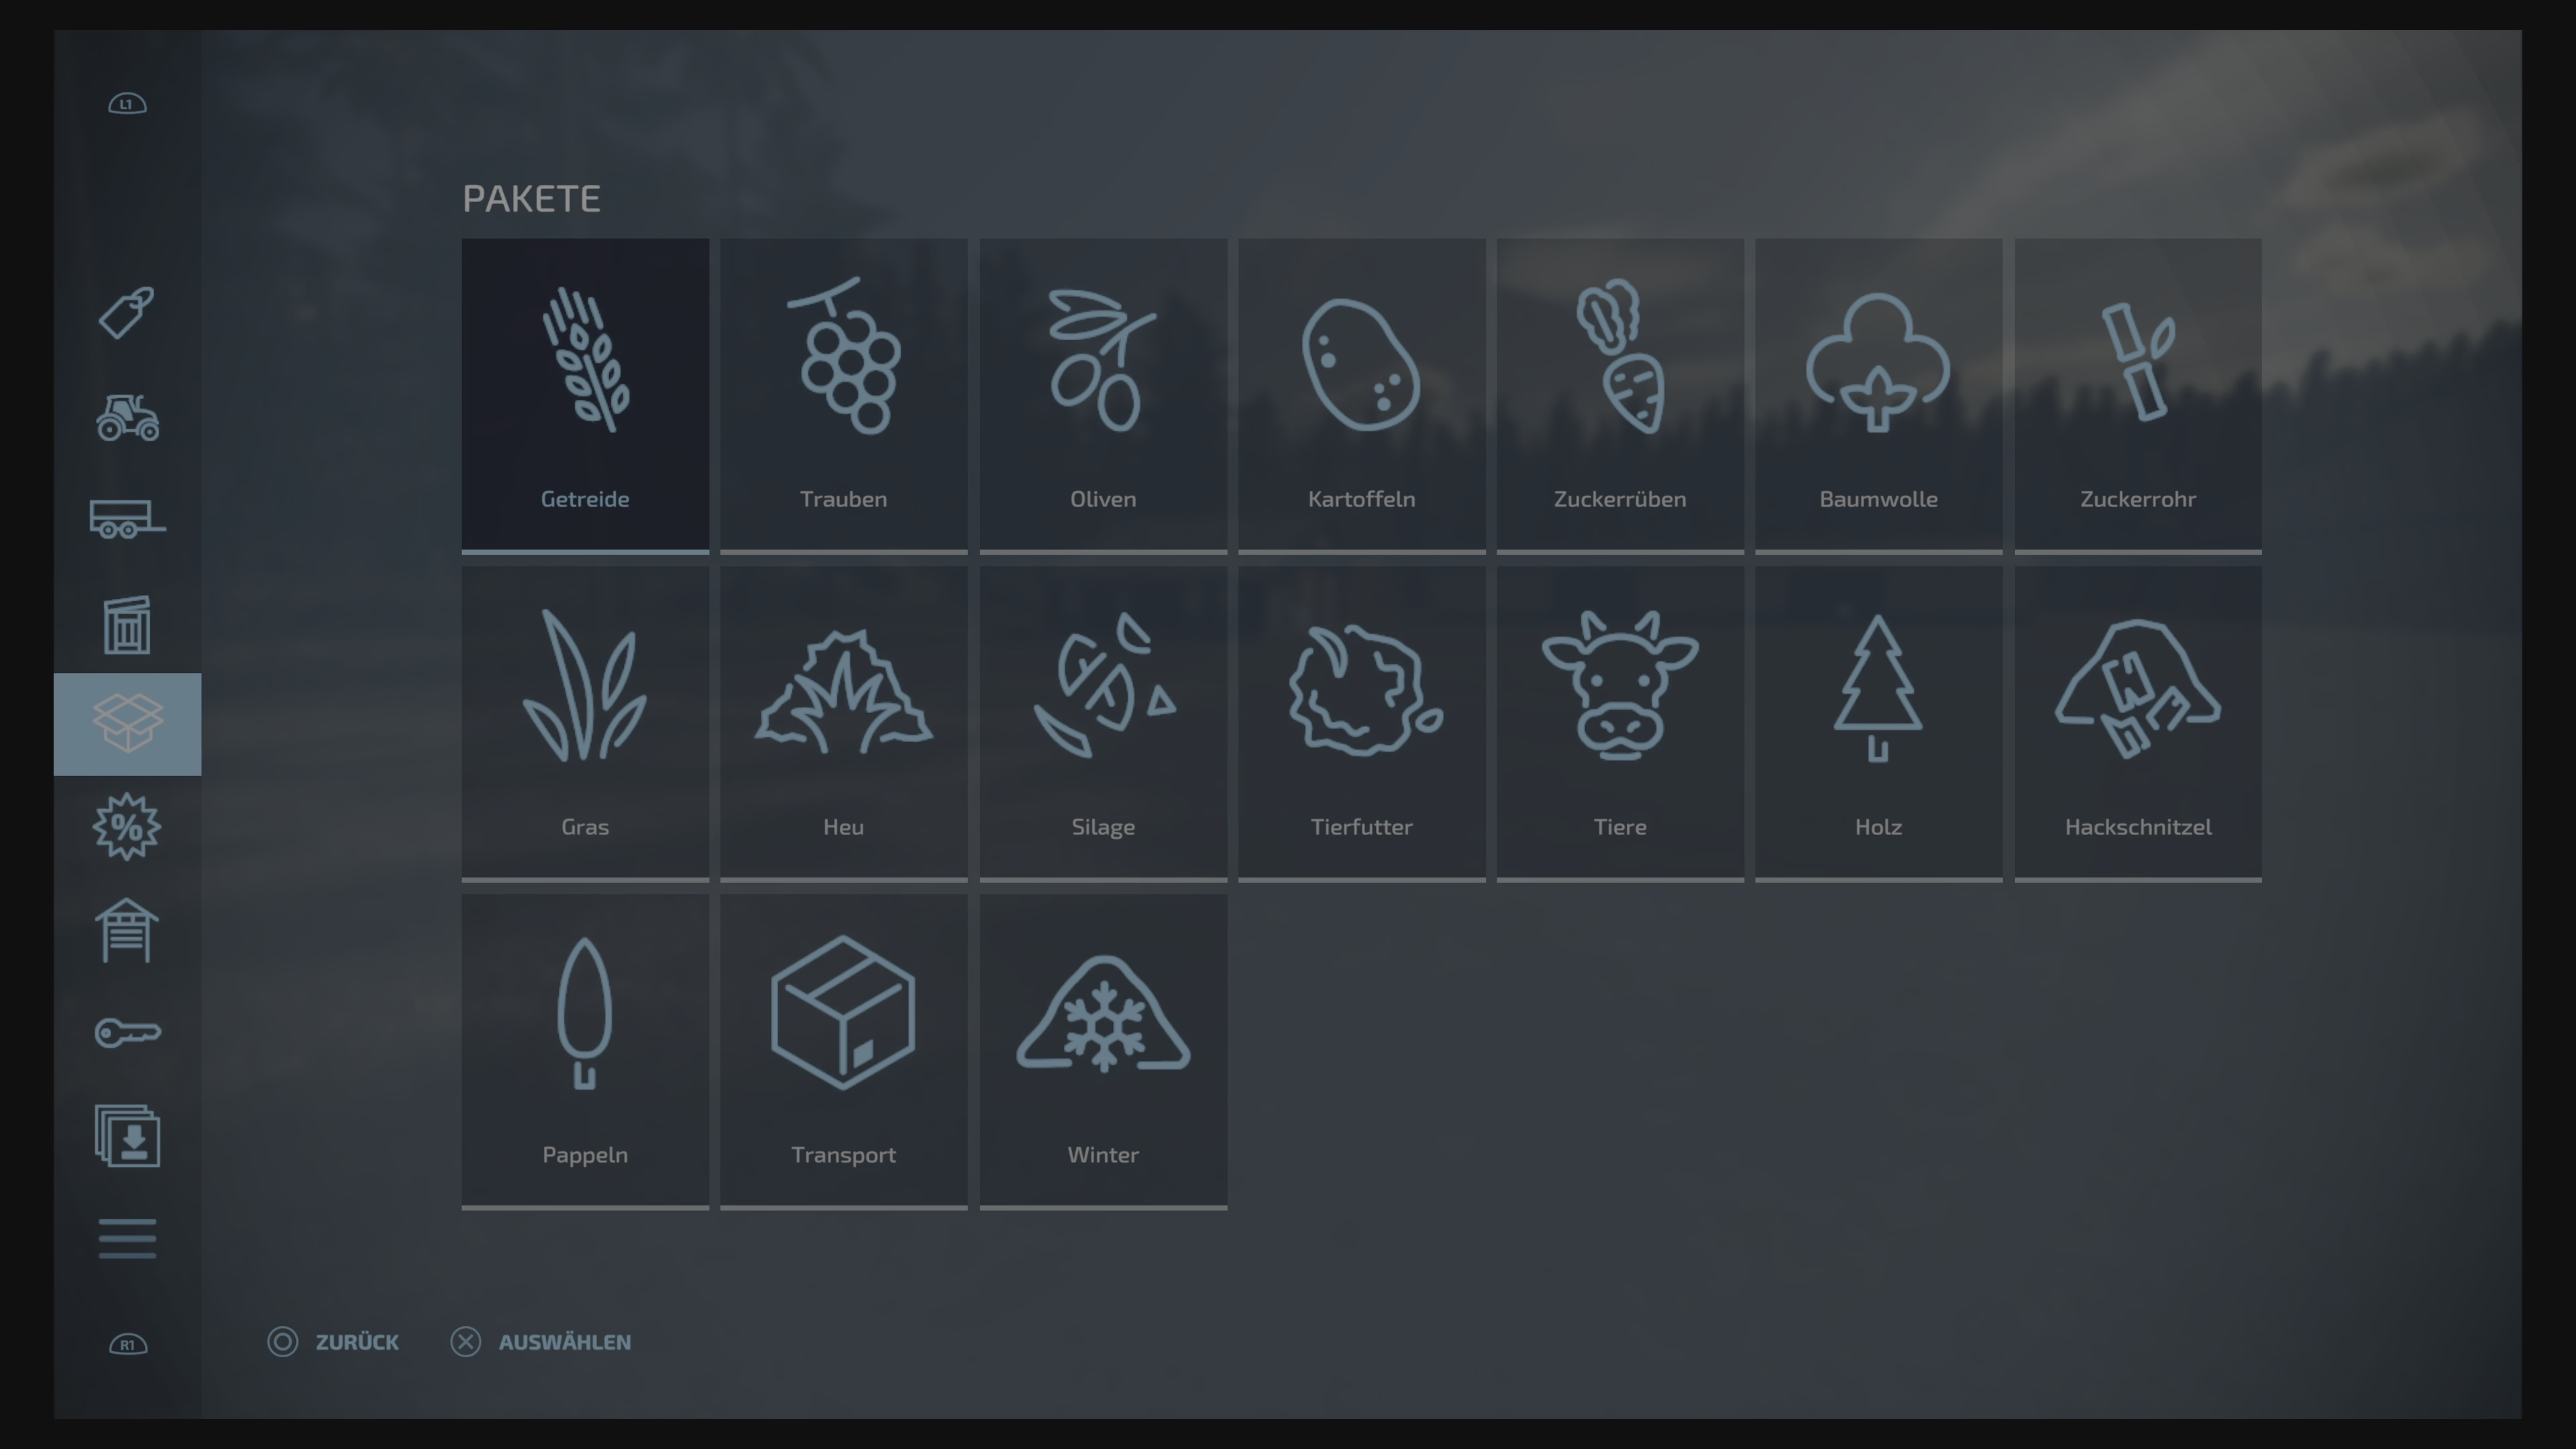 L1
PAKETE
Getreide
Trauben
Oliven
Kartoffeln
Zuckerrüben
Baumwolle
Zuckerrohr
Gras
Heu
Silage
Tierfutter
Tiere
Holz
Hackschnitzel
Pappeln
Transport
Winter
%
R1
ZURÜCK
AUSWÄHLEN